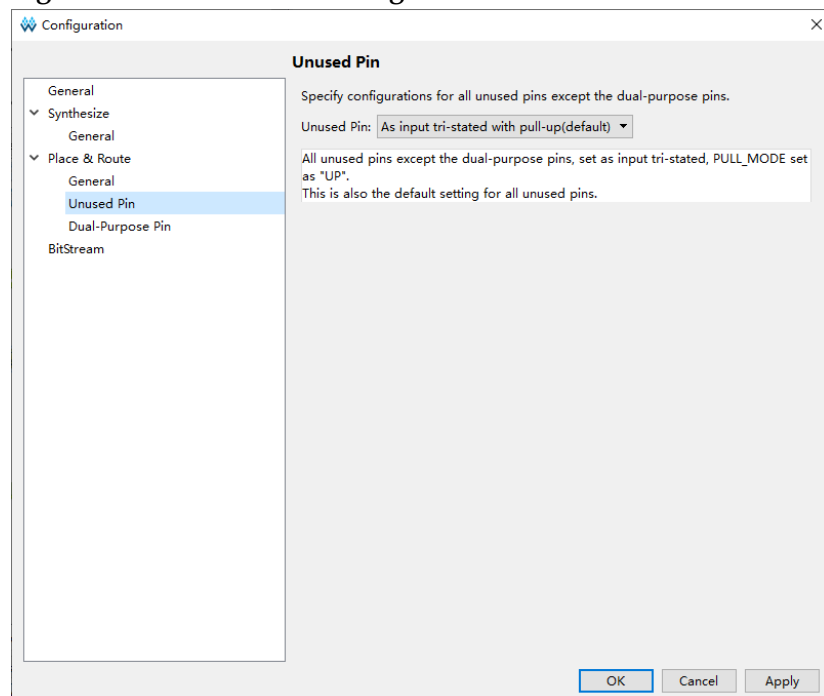 Configuration
Unused Pin
General
Synthesize
General
Place & Route
General
Unused Pin
Dual-Purpose Pin
BitStream
Specify configurations for all unused pins except the dual-purpose pins.
Unused Pin: As input tri-stated with pull-up(default)
All unused pins except the dual-purpose pins, set as input tri-stated, PULL_MODE set
as "UP".
This is also the default setting for all unused pins.
OK Cancel Apply